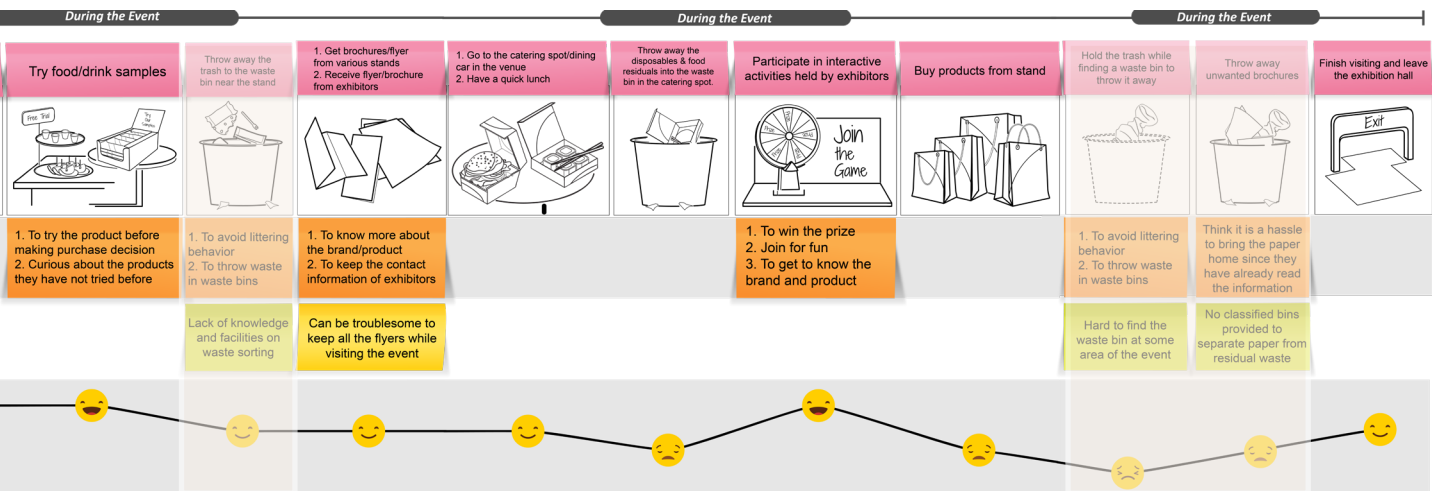 During the Event
During the Event
During the Event
Try food/drink samples
Throw away the
trash to the waste
bin near the stand
1. Get brochures/flyer
from various stands
2. Receive flyer/brochure
from exhibitors
1. Go to the catering spot/dining
car in the venue
2. Have a quick lunch
Throw away the
disposables & food
residuals into the waste
bin in the catering spot.
Participate in interactive
activities held by exhibitors
Buy products from stand
Hold the trash while
finding a waste bin to
throw it away
Throw away
unwanted brochures
Finish visiting and leave
the exhibition hall
Free Trial
Try
Our
Samples
Prize
Join
the
Game
Exit
1. To try the product before
making purchase decision
2. Curious about the products
they have not tried before
1. To avoid littering
behavior
2. To throw waste
in waste bins
1. To know more about
the brand/product
2. To keep the contact
information of exhibitors
1. To win the prize
2. Join for fun
3. To get to know the
brand and product
1. To avoid littering
behavior
2. To throw waste
in waste bins
Think it is a hassle
to bring the paper
home since they
have already read
the information
Lack of knowledge
and facilities on
waste sorting
Can be troublesome to
keep all the flyers while
visiting the event
Hard to find the
waste bin at some
area of the event
No classified bins
provided to
separate paper from
residual waste